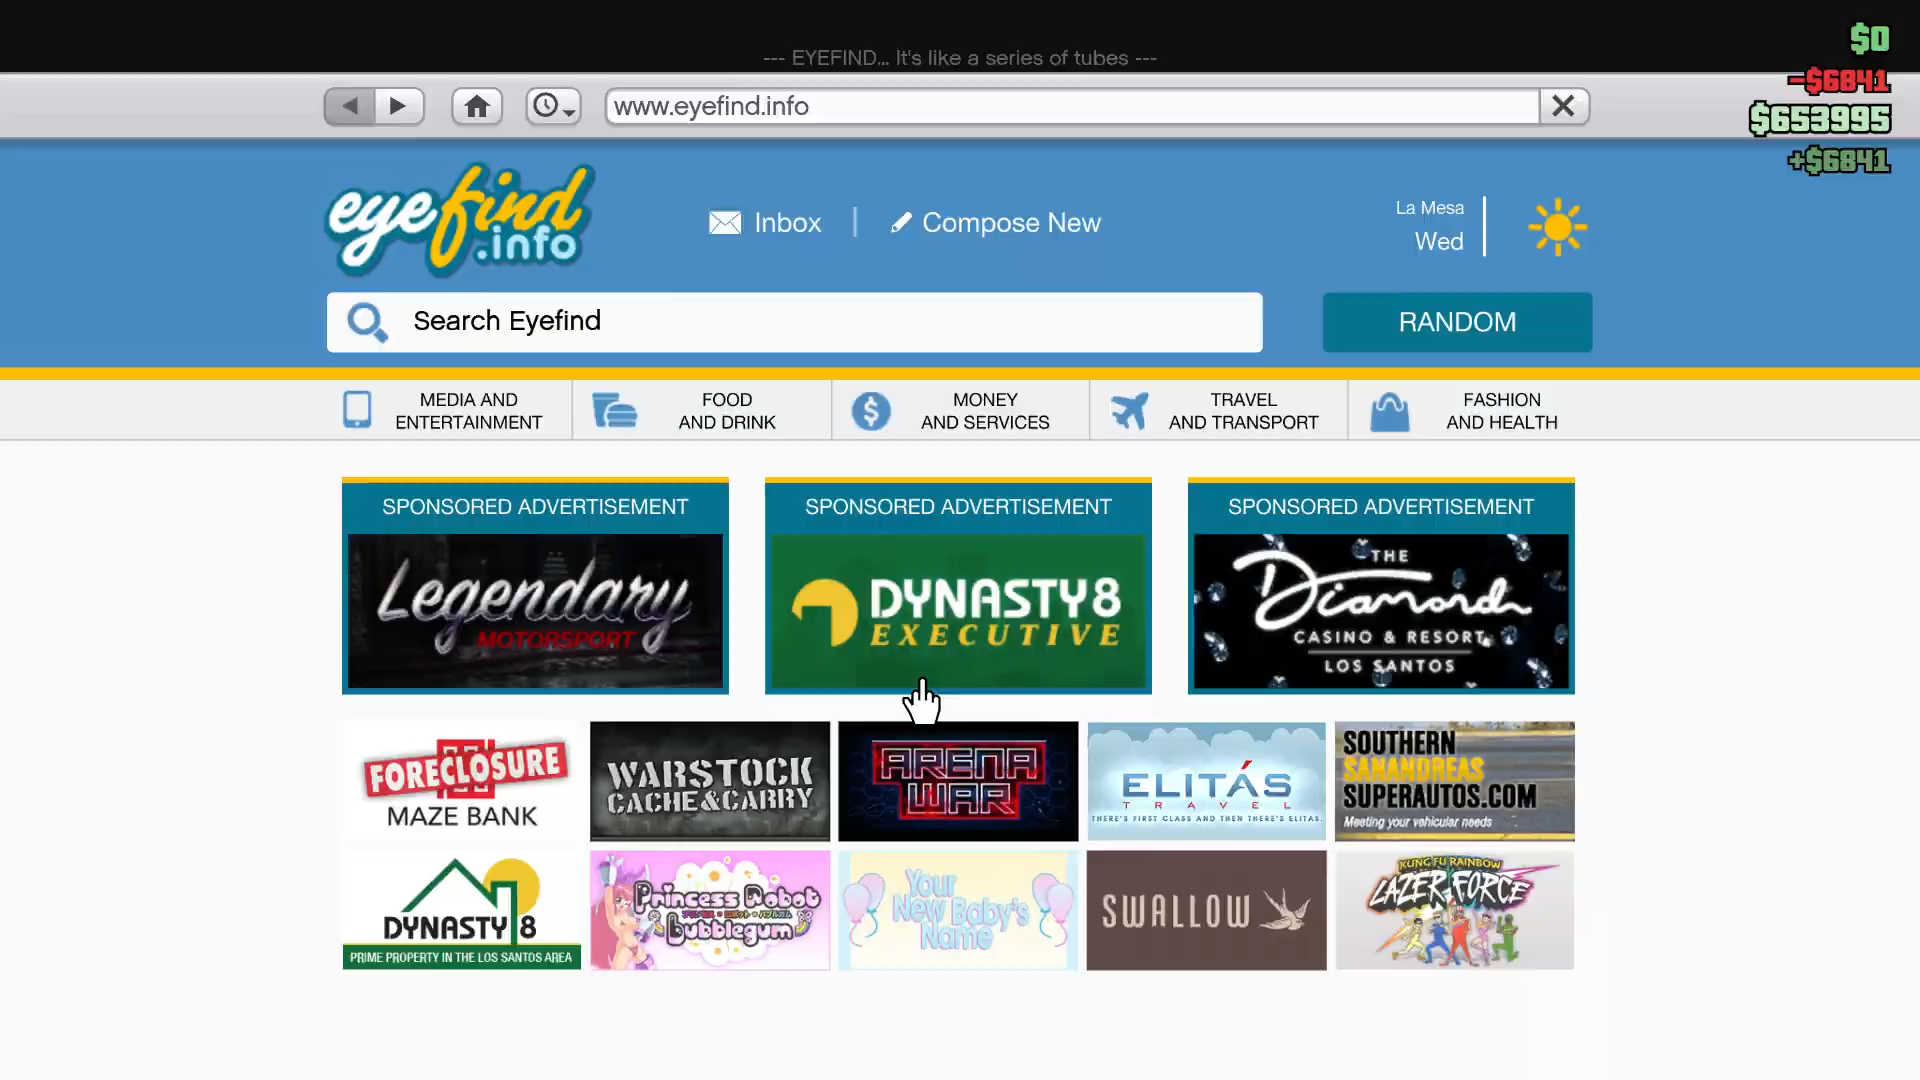 --- EYEFIND... It's like a series of tubes ---
$0
-$6841
$653995
+$6841
www.eyefind.info
eyefind
.info
Inbox
Compose New
La Mesa
Wed
Search Eyefind
RANDOM
MEDIA AND
ENTERTAINMENT
FOOD
AND DRINK
MONEY
AND SERVICES
TRAVEL
AND TRANSPORT
FASHION
AND HEALTH
SPONSORED ADVERTISEMENT
Legendary
MOTORSPORT
SPONSORED ADVERTISEMENT
DYNASTY8
EXECUTIVE
SPONSORED ADVERTISEMENT
THE
Diamond
CASINO & RESORT
LOS SANTOS
FORECLOSURE
MAZE BANK
WARSTOCK
CACHE&CARRY
ARENA
WAR
ELITÁS
TRAVEL
THERE'S FIRST CLASS AND THEN THERE'S ELITAS.
SOUTHERN
SANANDREAS
SUPERAUTOS.COM
Meeting your vehicular needs
DYNASTY 8
PRIME PROPERTY IN THE LOS SANTOS AREA
Princess Robot
Bubblegum
Your
New Baby's
Name
SWALLOW
KUNG FU RAINBOW
LAZER FORCE